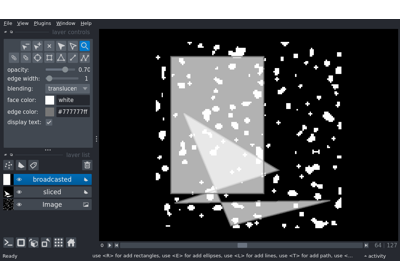 File View Plugins Window Help
layer controls
opacity: 0.70
edge width: 1
blending: translucen
face color: white
edge color: #777777ff
display text:
layer list
broadcasted
sliced
Image
64 127
Ready
use <R> for add rectangles, use <E> for add ellipses, use <L> for add lines, use <T> for add path, use <...
activity